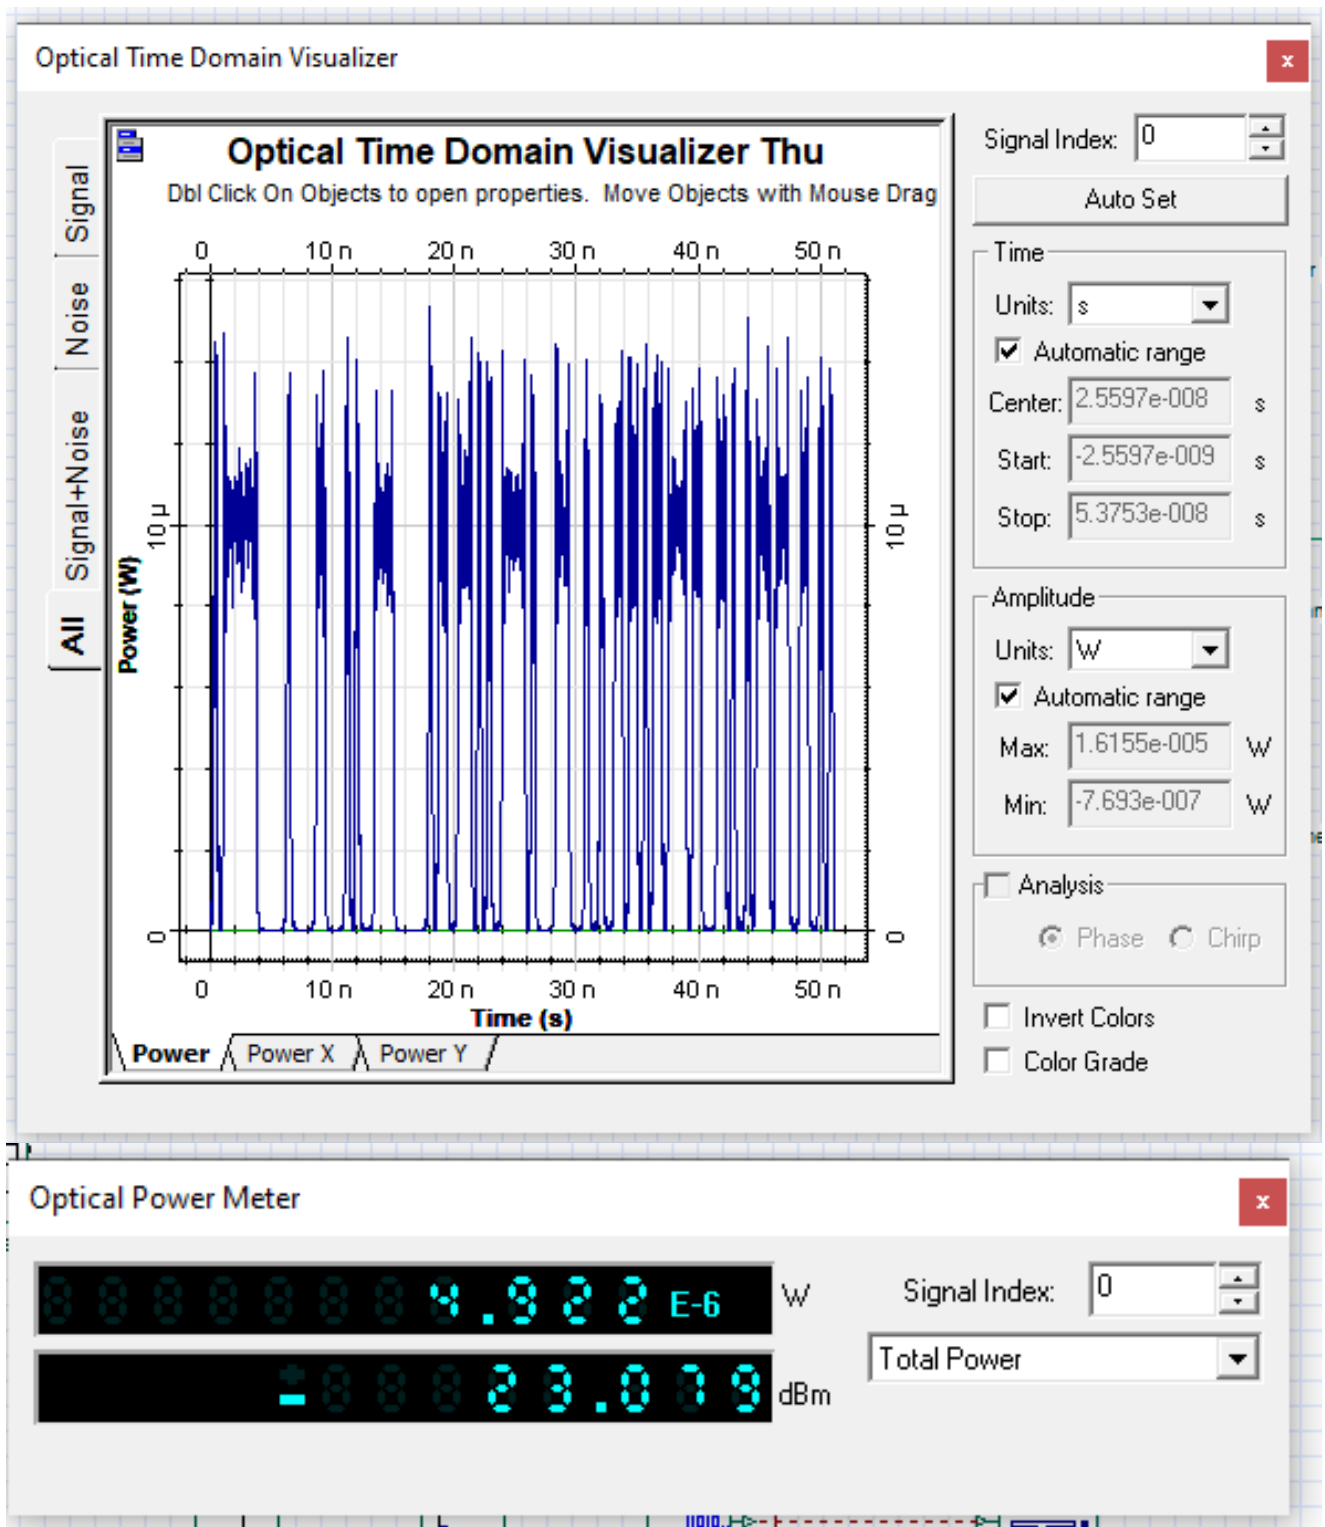 Optical Time Domain Visualizer
x
Signal
Noise
Signal+Noise
All
Optical Time Domain Visualizer Thu
Dbl Click On Objects to open properties.  Move Objects with Mouse Drag
0 10 n 20 n 30 n 40 n 50 n
10 µ
10 µ
Power (W)
0
0
0 10 n 20 n 30 n 40 n 50 n
Time (s)
Power Power X Power Y
Signal Index: 0
Auto Set
Time
Units: s
Automatic range
Center: 2.5597e-008 s
Start: -2.5597e-009 s
Stop: 5.3753e-008 s
Amplitude
Units: W
Automatic range
Max: 1.6155e-005 W
Min: -7.693e-007 W
Analysis
Phase Chirp
Invert Colors
Color Grade
Optical Power Meter
x
4.922 E-6 W
Signal Index: 0
- 23.079 dBm
Total Power